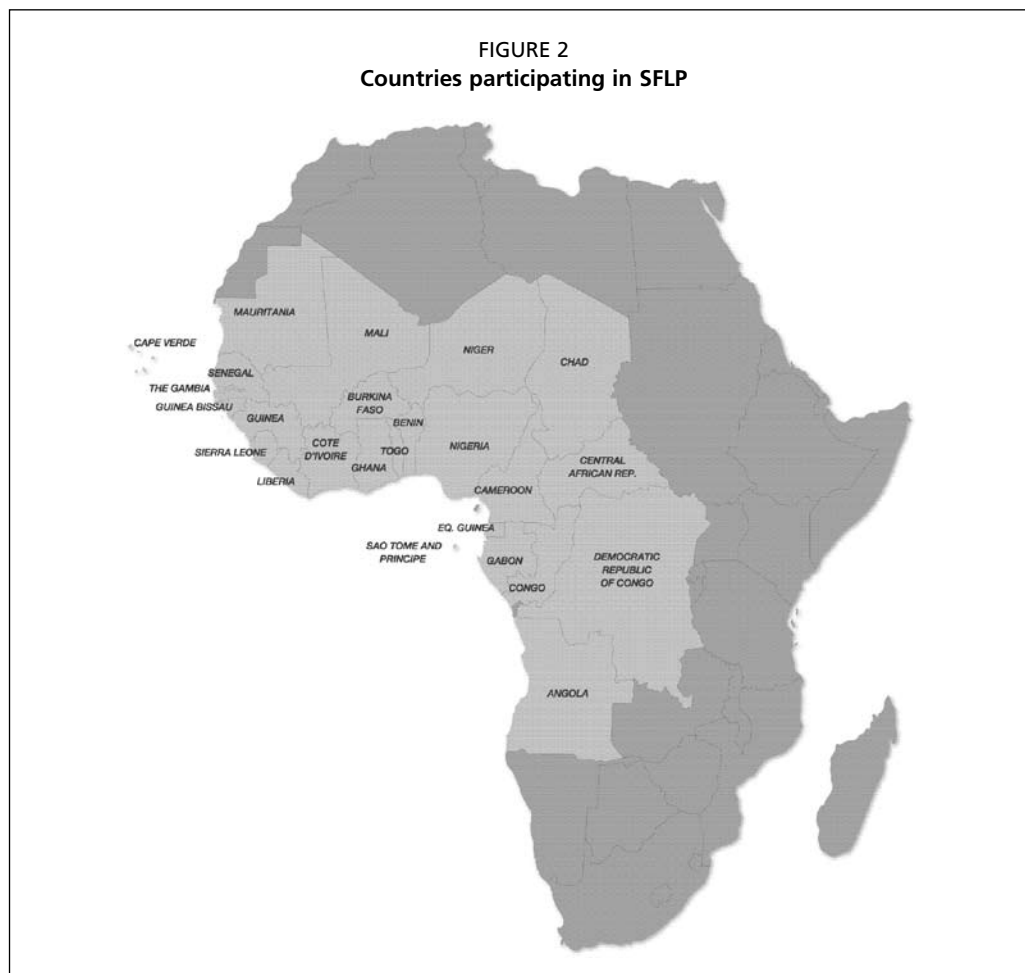 FIGURE 2
Countries participating in SFLP
MAURITANIA
MALI
NIGER
CHAD
CAPE VERDE
SENEGAL
THE GAMBIA
GUINEA BISSAU
GUINEA
BURKINA
FASO
BENIN
SIERRA LEONE
COTE
D'IVOIRE
TOGO
GHANA
NIGERIA
LIBERIA
CENTRAL
AFRICAN REP.
CAMEROON
EQ. GUINEA
SAO TOME AND
PRINCIPE
GABON
CONGO
DEMOCRATIC
REPUBLIC
OF CONGO
ANGOLA